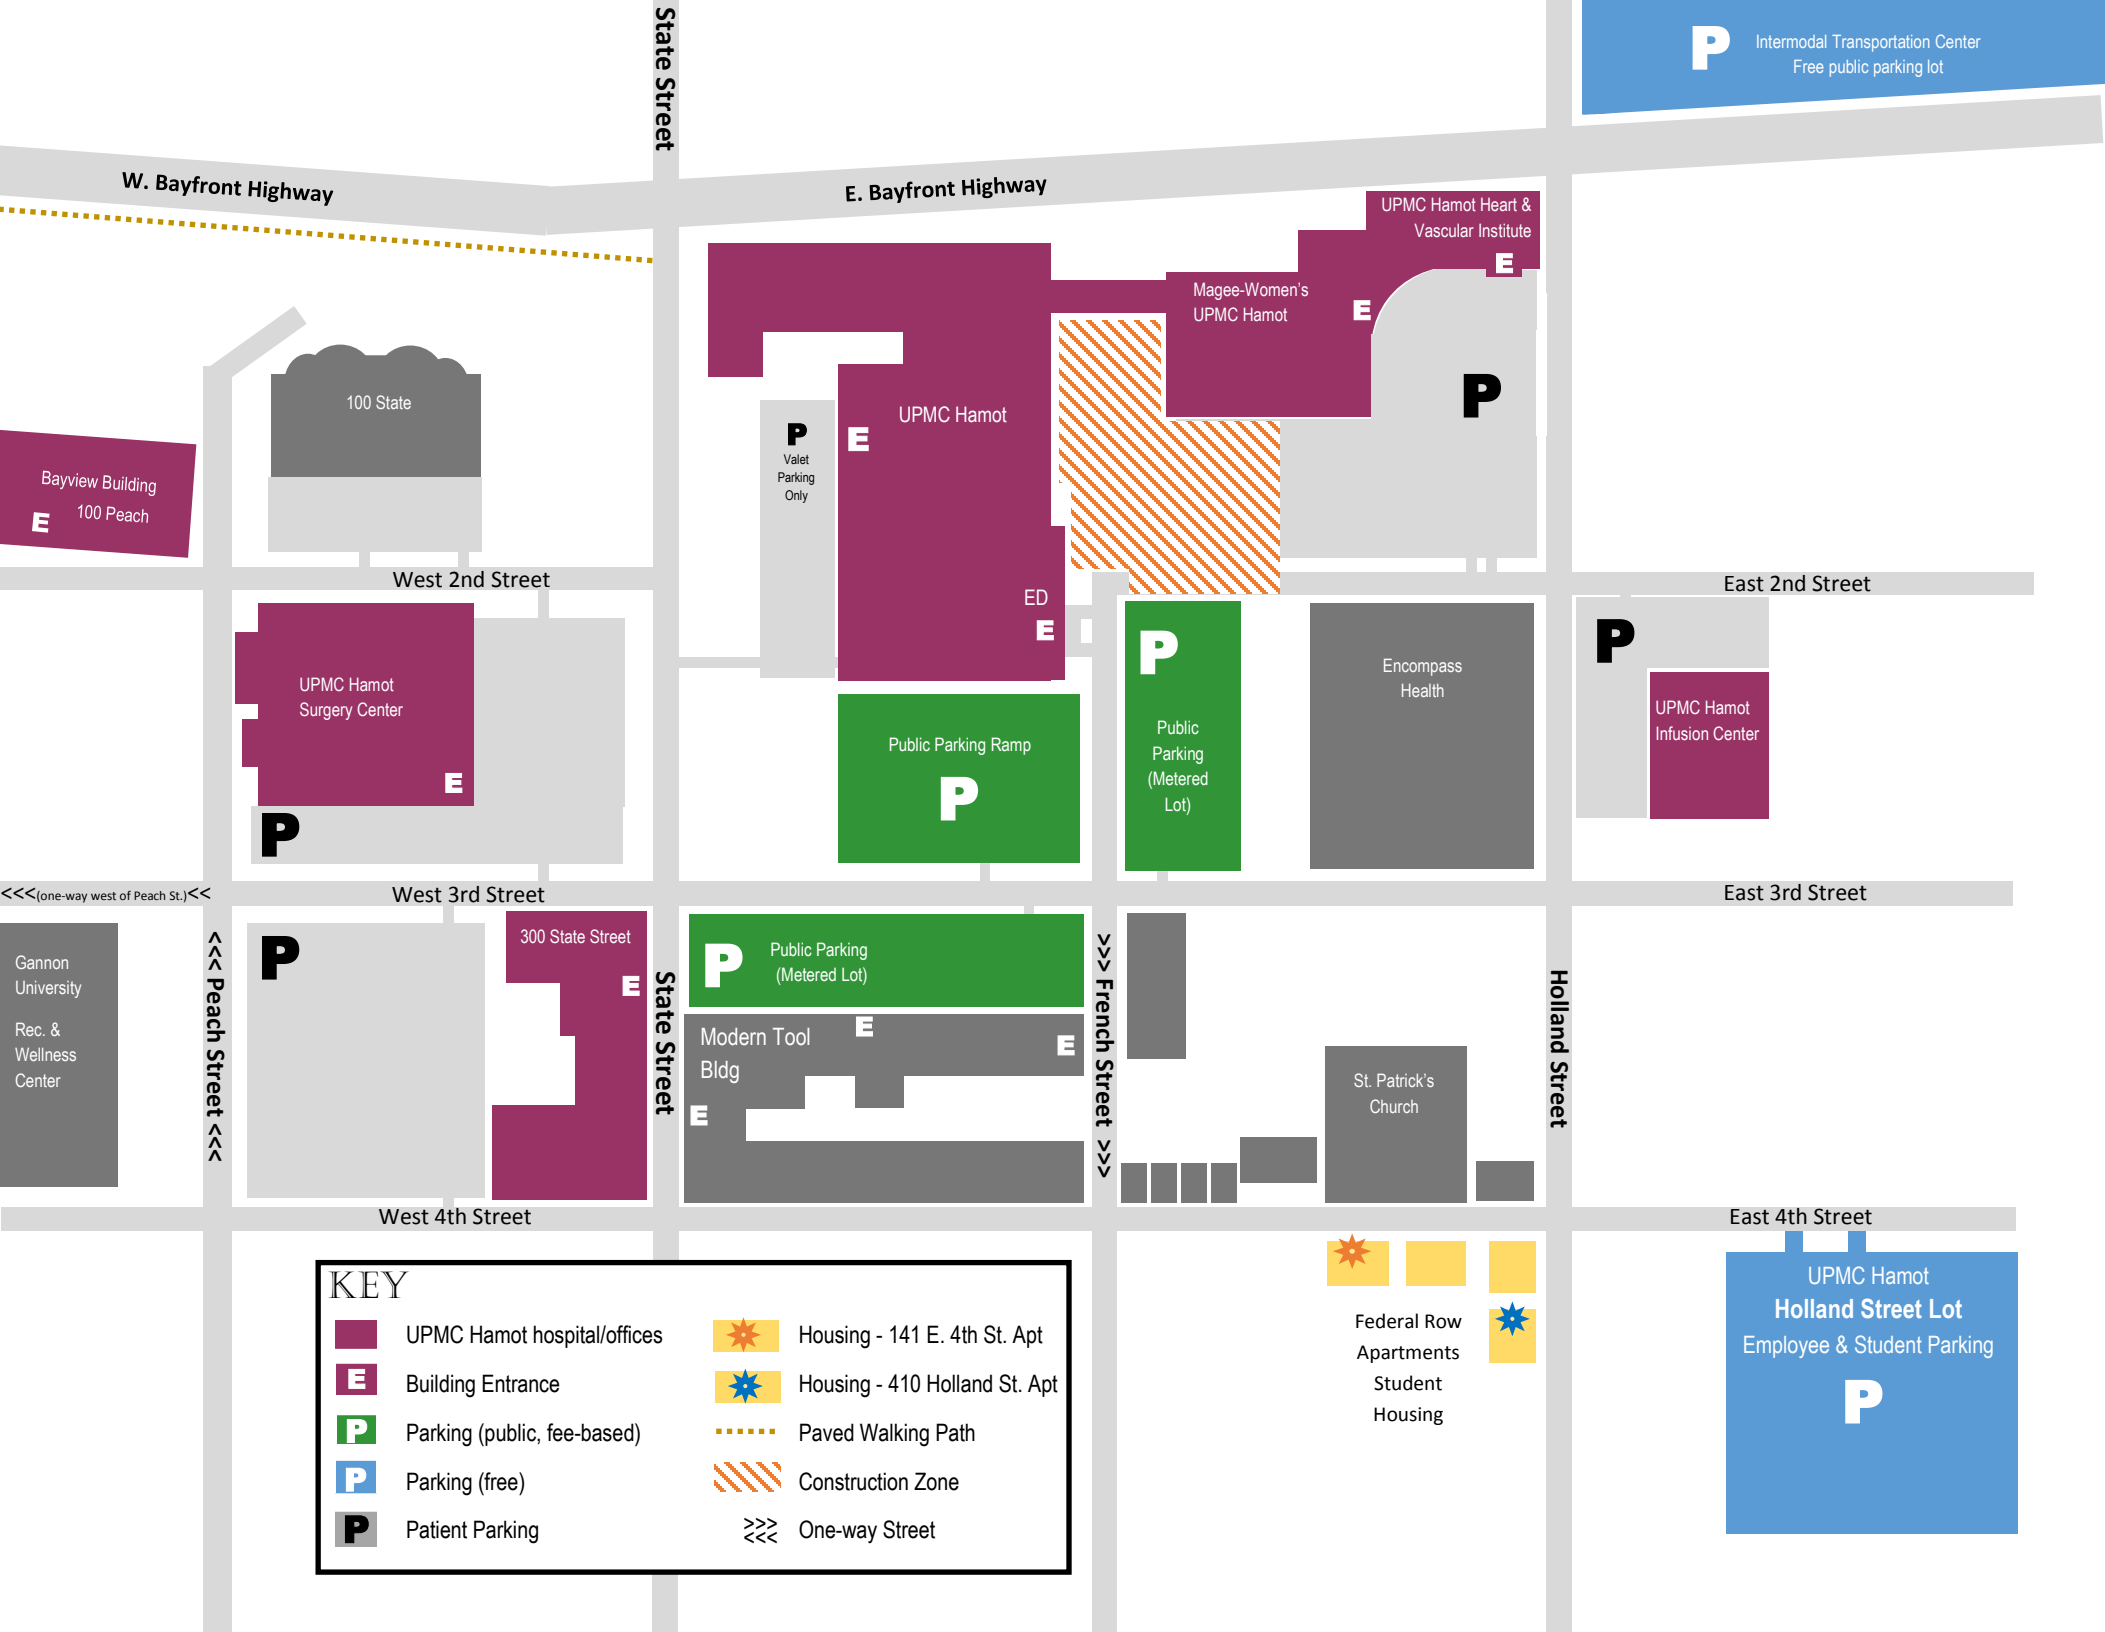 State Street
P
Intermodal Transportation Center
Free public parking lot
W. Bayfront Highway
E. Bayfront Highway
UPMC Hamot Heart &
Vascular Institute
E
Magee-Women's
UPMC Hamot
E
P
100 State
UPMC Hamot
E
P
Valet
Parking
Only
Bayview Building
100 Peach
E
West 2nd Street
East 2nd Street
ED
E
UPMC Hamot
Surgery Center
E
P
Public Parking Ramp
P
P
Public
Parking
(Metered
Lot)
Encompass
Health
P
UPMC Hamot
Infusion Center
<<<(one-way west of Peach St.)<<
West 3rd Street
East 3rd Street
Gannon
University
Rec. &
Wellness
Center
<<< Peach Street <<<
P
300 State Street
E
State Street
P
Public Parking
(Metered Lot)
Modern Tool
Bldg
E
E
E
>>> French Street >>>
St. Patrick's
Church
Holland Street
West 4th Street
East 4th Street
Federal Row
Apartments
Student
Housing
UPMC Hamot
Holland Street Lot
Employee & Student Parking
P
KEY
UPMC Hamot hospital/offices
E Building Entrance
P Parking (public, fee-based)
P Parking (free)
P Patient Parking
Housing - 141 E. 4th St. Apt
Housing - 410 Holland St. Apt
Paved Walking Path
Construction Zone
>>>
<<< One-way Street